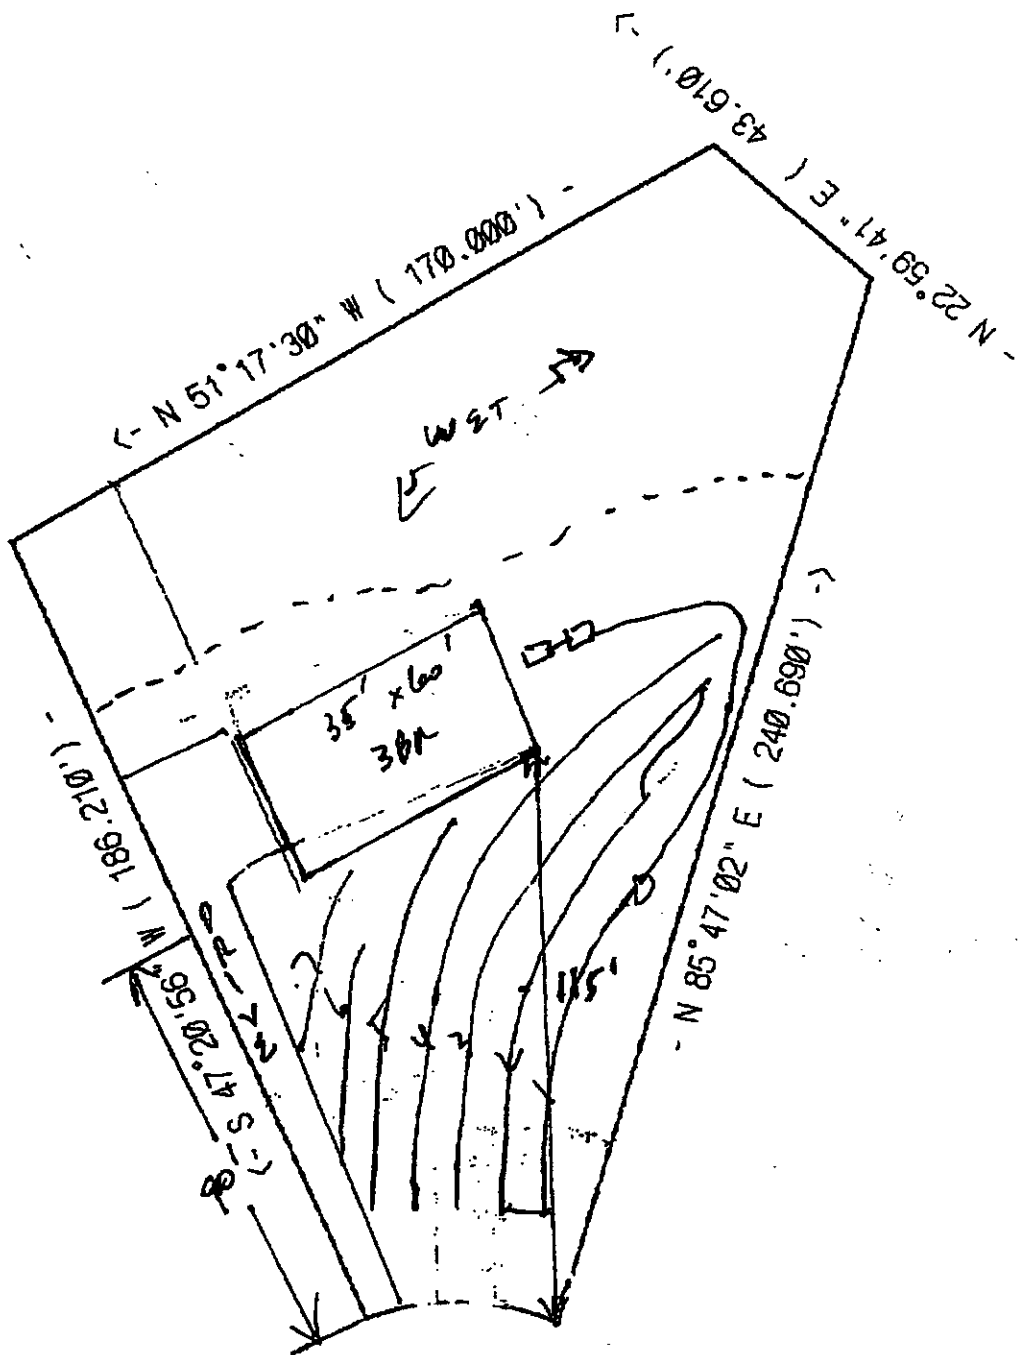 <- N 22°59'41" E ( 43.610') ->
<- N 51°17'30" W ( 170.000') -
WET
35' x 60'
3BR
<- S 47°20'56" W ( 186.210') -
- N 85°47'02" E ( 240.690') ->
115'